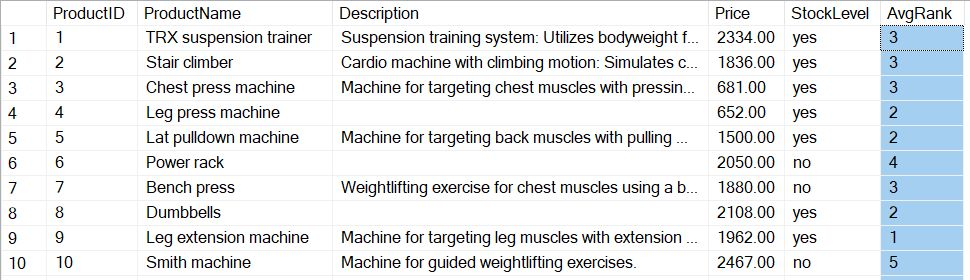 ProductID ProductName Description Price StockLevel AvgRank
1 1 TRX suspension trainer Suspension training system: Utilizes bodyweight f... 2334.00 yes 3
2 2 Stair climber Cardio machine with climbing motion: Simulates c... 1836.00 yes 3
3 3 Chest press machine Machine for targeting chest muscles with pressin... 681.00 yes 3
4 4 Leg press machine 652.00 yes 2
5 5 Lat pulldown machine Machine for targeting back muscles with pulling ... 1500.00 yes 2
6 6 Power rack 2050.00 no 4
7 7 Bench press Weightlifting exercise for chest muscles using a b... 1880.00 no 3
8 8 Dumbbells 2108.00 yes 2
9 9 Leg extension machine Machine for targeting leg muscles with extension ... 1962.00 yes 1
10 10 Smith machine Machine for guided weightlifting exercises. 2467.00 no 5